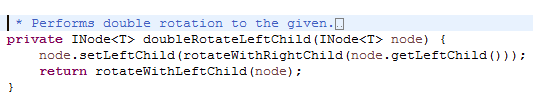 * Performs double rotation to the given.
private INode<T> doubleRotateLeftChild(INode<T> node) {
node.setLeftChild(rotateWithRightChild(node.getLeftChild()));
return rotateWithLeftChild(node);
}